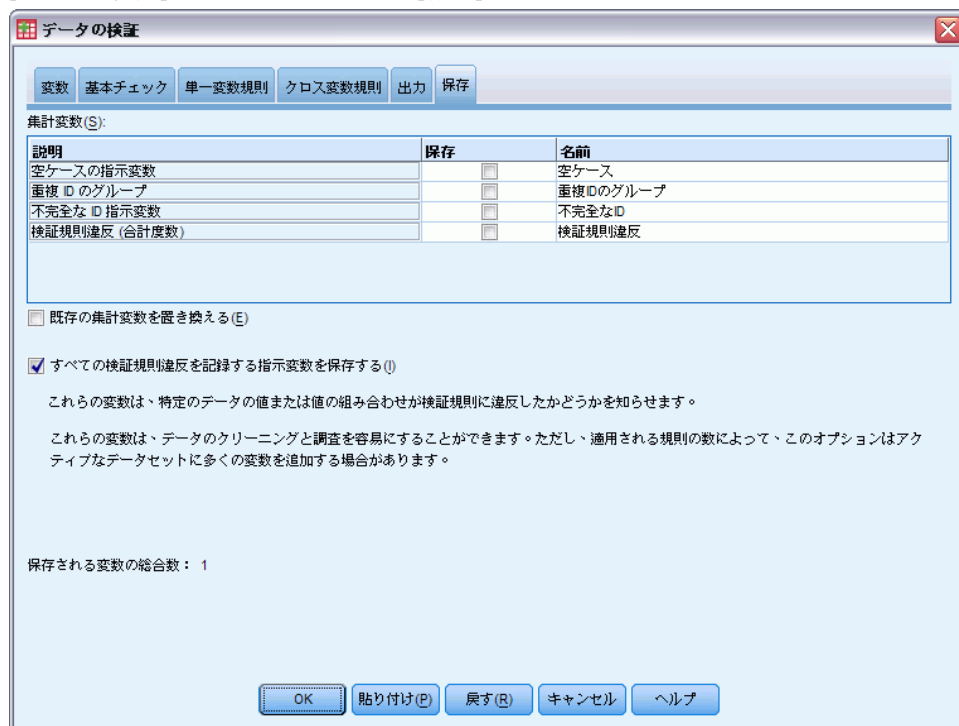 データの検証
変数 基本チェック 単一変数規則 クロス変数規則 出力 保存
集計変数(S):
説明 保存 名前
空ケースの指示変数 空ケース
重複 ID のグループ 重複IDのグループ
不完全な ID 指示変数 不完全なID
検証規則違反 (合計度数) 検証規則違反
既存の集計変数を置き換える(E)
すべての検証規則違反を記録する指示変数を保存する(I)
これらの変数は、特定のデータの値または値の組み合わせが検証規則に違反したかどうかを知らせます。
これらの変数は、データのクリーニングと調査を容易にすることができます。ただし、適用される規則の数によって、このオプションはアク
ティブなデータセットに多くの変数を追加する場合があります。
保存される変数の総合数: 1
OK 貼り付け(P) 戻す(R) キャンセル ヘルプ